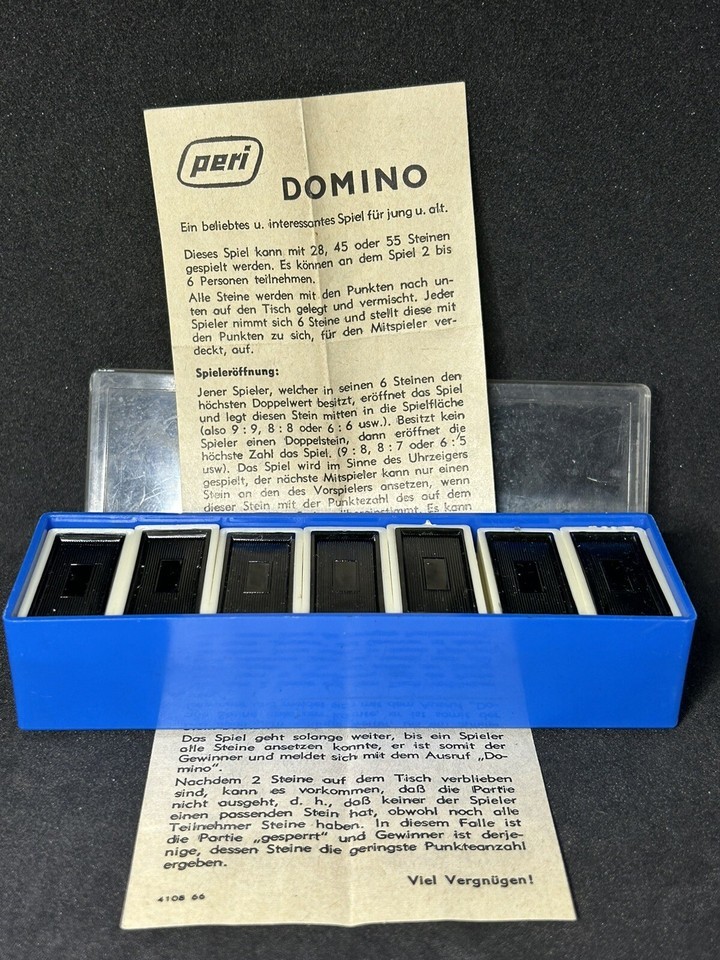 peri
DOMINO
Ein beliebtes u. interessantes Spiel für jung u. alt.
Dieses Spiel kann mit 28, 45 oder 55 Steinen
gespielt werden. Es können an dem Spiel 2 bis
6 Personen teilnehmen.
Alle Steine werden mit den Punkten nach un-
ten auf den Tisch gelegt und vermischt. Jeder
Spieler nimmt sich 6 Steine und stellt diese mit
den Punkten zu sich, für den Mitspieler ver-
deckt, auf.
Spieleröffnung:
Jener Spieler, welcher in seinen 6 Steinen den
höchsten Doppelwert besitzt, eröffnet das Spiel
und legt diesen Stein mitten in die Spielfläche
(also 9 : 9, 8 : 8 oder 6 : 6 usw.). Besitzt kein
Spieler einen Doppelstein, dann eröffnet die
höchste Zahl das Spiel. (9 : 8, 8 : 7 oder 6 : 5
usw). Das Spiel wird im Sinne des Uhrzeigers
gespielt, der nächste Mitspieler kann nur einen
Stein an den des Vorspielers ansetzen, wenn
dieser Stein mit der Punktezahl des auf dem
übereinstimmt. Es kann
Das Spiel geht solange weiter, bis ein Spieler
alle Steine ansetzen konnte, er ist somit der
Gewinner und meldet sich mit dem Ausruf „Do-
mino“.
Nachdem 2 Steine auf dem Tisch verblieben
sind, kann es vorkommen, daß die Partie
nicht ausgeht, d. h., daß keiner der Spieler
einen passenden Stein hat, obwohl noch alle
Teilnehmer Steine haben. In diesem Falle ist
die Partie „gesperrt“ und Gewinner ist derje-
nige, dessen Steine die geringste Punkteanzahl
ergeben.
Viel Vergnügen!
4108 66